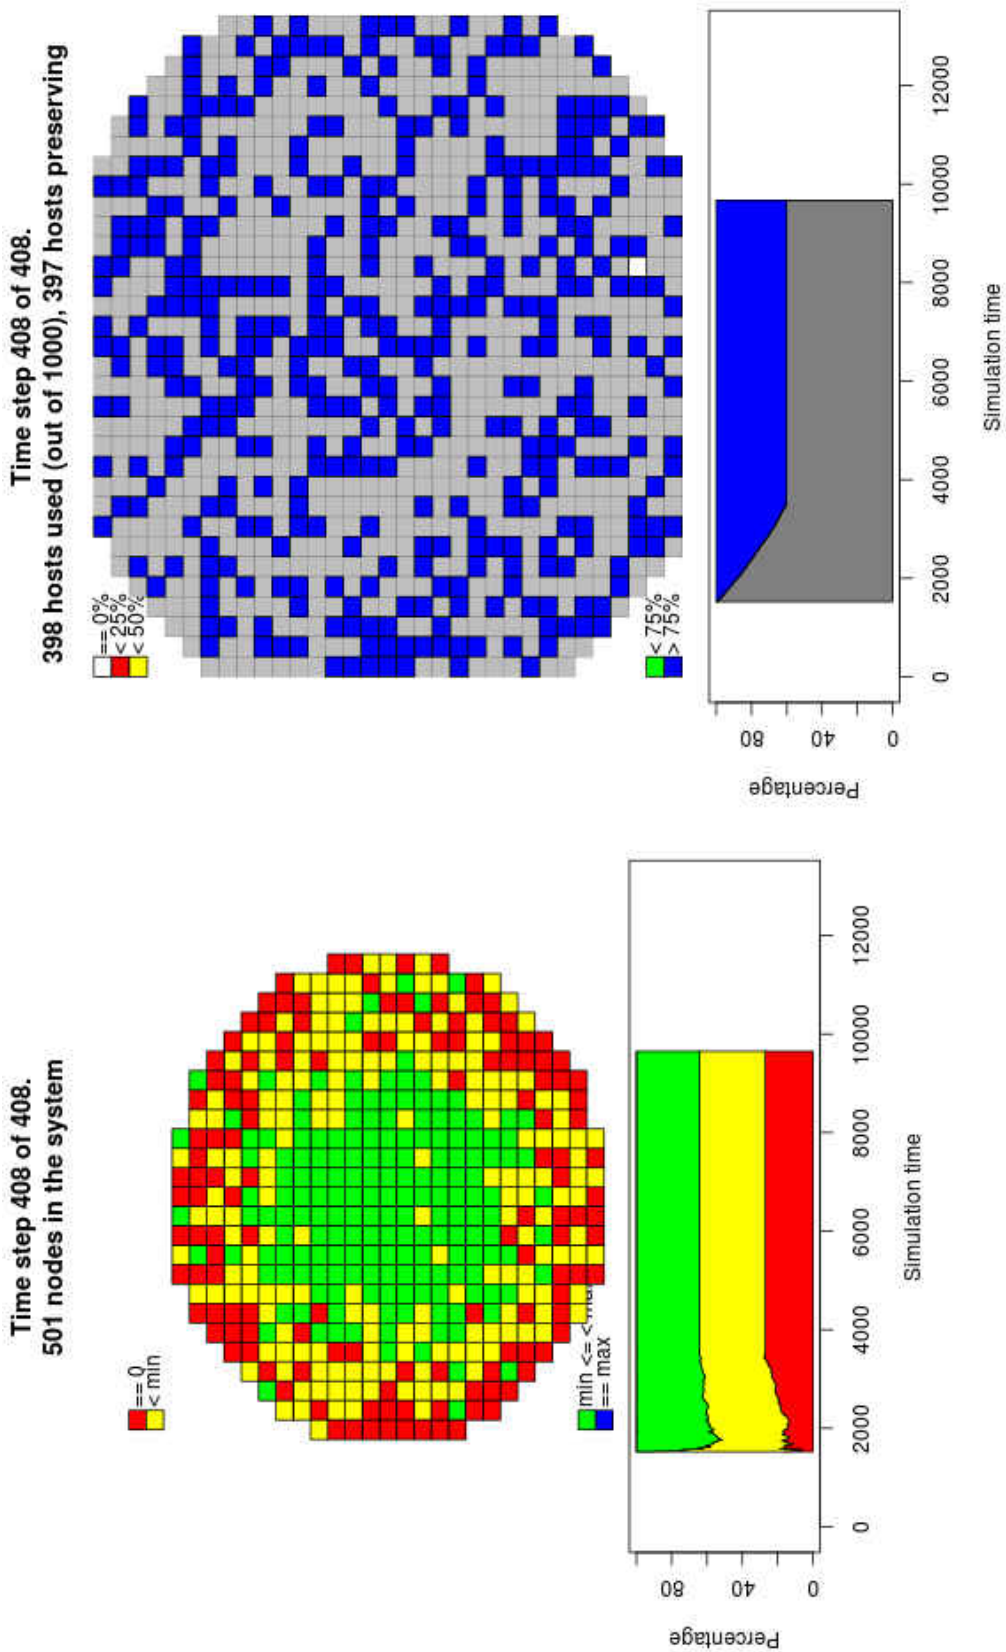 Time step 408 of 408.
501 nodes in the system
== 0
< min
min <= <
== max
Percentage
0
40
80
0
2000
4000
6000
8000
10000
12000
Simulation time
Time step 408 of 408.
398 hosts used (out of 1000), 397 hosts preserving
== 0%
< 25%
< 50%
< 75%
> 75%
Percentage
0
40
80
0
2000
4000
6000
8000
10000
12000
Simulation time